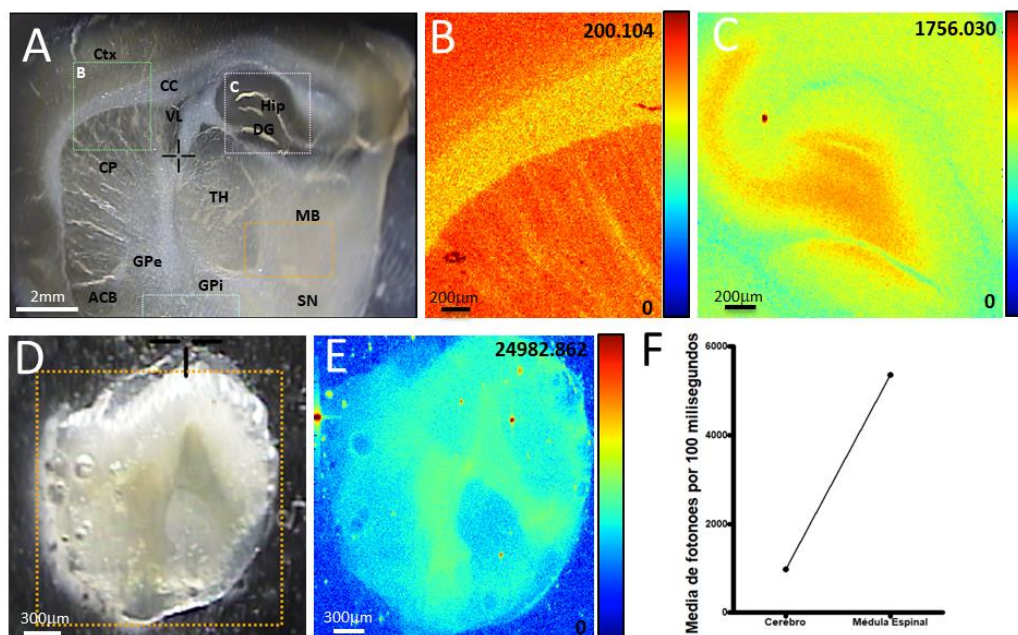 A
Ctx
B
CC
VL
C
Hip
DG
CP
TH
MB
GPe
GPi
ACB
SN
2mm
B
200.104
200µm
0
C
1756.030
200µm
0
D
300µm
E
24982.862
300µm
0
F
Media de fotonoes por 100 milisegundos
6000
4000
2000
0
Cerebro
Médula Espinal